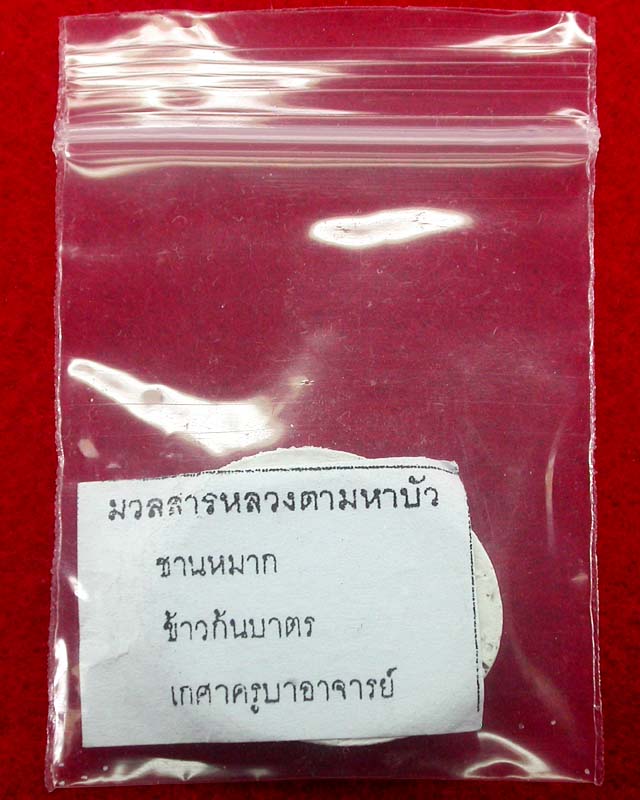 มวลสารหลวงตามหาบัว
ชานหมาก
ข้าวก้นบาตร
เกศาครูบาอาจารย์